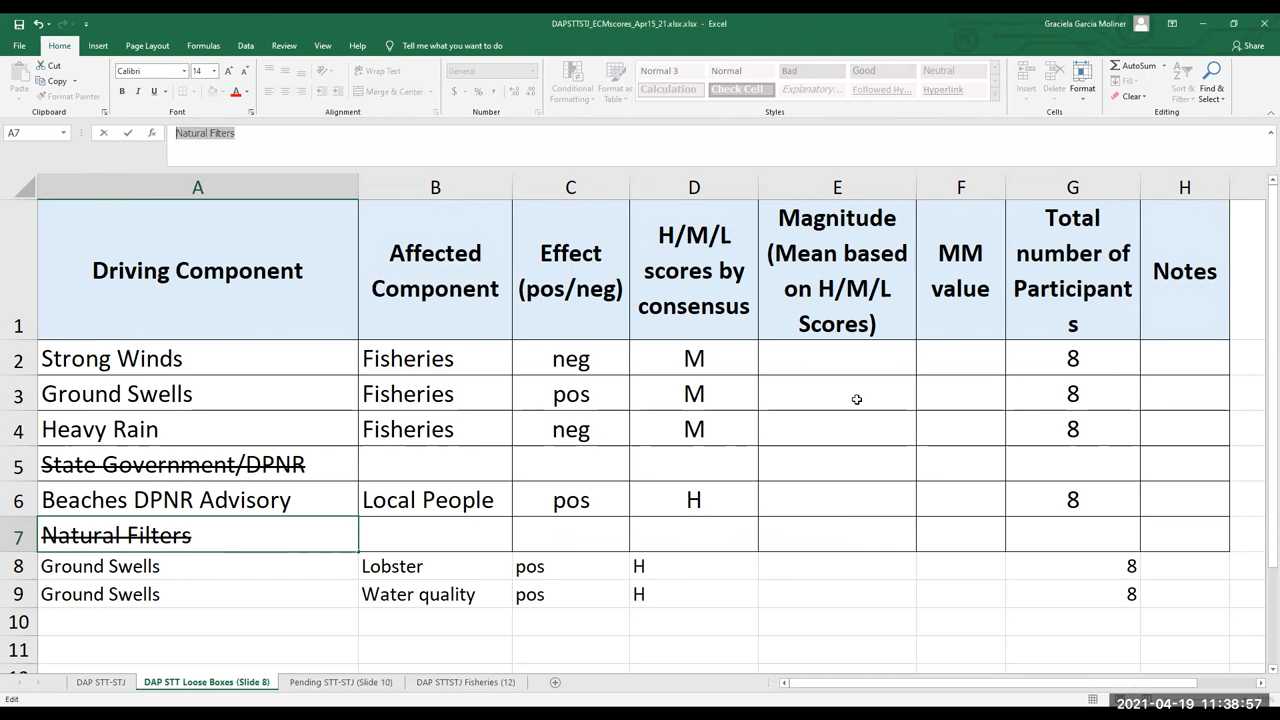 DAPSTTSTJ_ECMscores_Apr15_21.xlsx.xlsx - Excel
Graciela Garcia Moliner
File Home Insert Page Layout Formulas Data Review View Help Tell me what you want to do Share
Cut
Copy
Format Painter
Paste
Clipboard
Calibri 14
B I U
Font
Wrap Text
Merge & Center
Alignment
General
Number
Conditional Formatting
Format as Table
Normal 3 Normal Bad Good Neutral
Calculation Check Cell Explanatory... Followed Hy... Hyperlink
Styles
Insert Delete Format
Cells
AutoSum
Fill
Clear
Sort & Filter
Find & Select
Editing
A7 fx Natural Filters
A B C D E F G H
1 Driving Component Affected Component Effect (pos/neg) H/M/L scores by consensus Magnitude (Mean based on H/M/L Scores) MM value Total number of Participants Notes
2 Strong Winds Fisheries neg M 8
3 Ground Swells Fisheries pos M 8
4 Heavy Rain Fisheries neg M 8
5 State Government/DPNR
6 Beaches DPNR Advisory Local People pos H 8
7 Natural Filters
8 Ground Swells Lobster pos H 8
9 Ground Swells Water quality pos H 8
10
11
DAP STT-STJ DAP STT Loose Boxes (Slide 8) Pending STT-STJ (Slide 10) DAP STTSTJ Fisheries (12)
Edit
2021-04-19 11:38:57